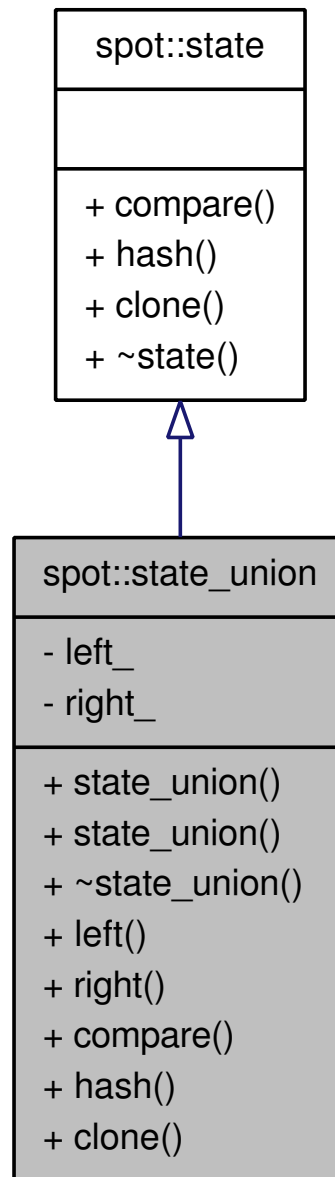 spot::state
+ compare()
+ hash()
+ clone()
+ ~state()
spot::state_union
- left_
- right_
+ state_union()
+ state_union()
+ ~state_union()
+ left()
+ right()
+ compare()
+ hash()
+ clone()